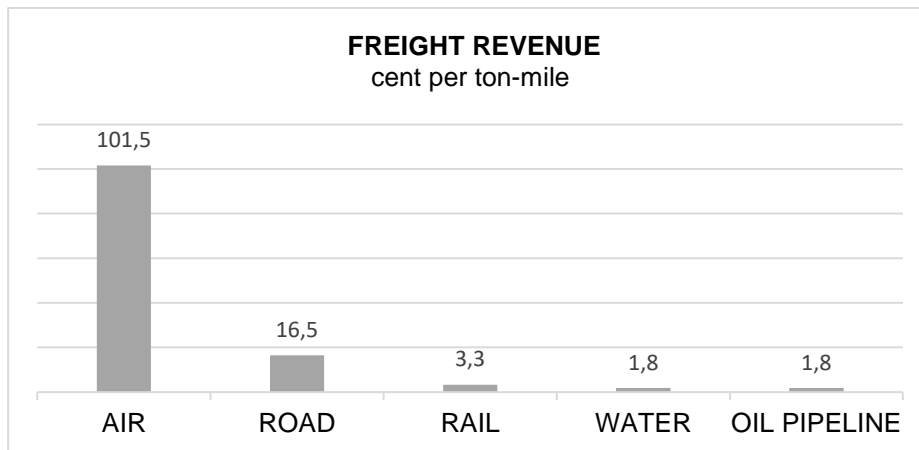 FREIGHT REVENUE
cent per ton-mile
101,5
16,5
3,3
1,8
1,8
AIR
ROAD
RAIL
WATER
OIL PIPELINE